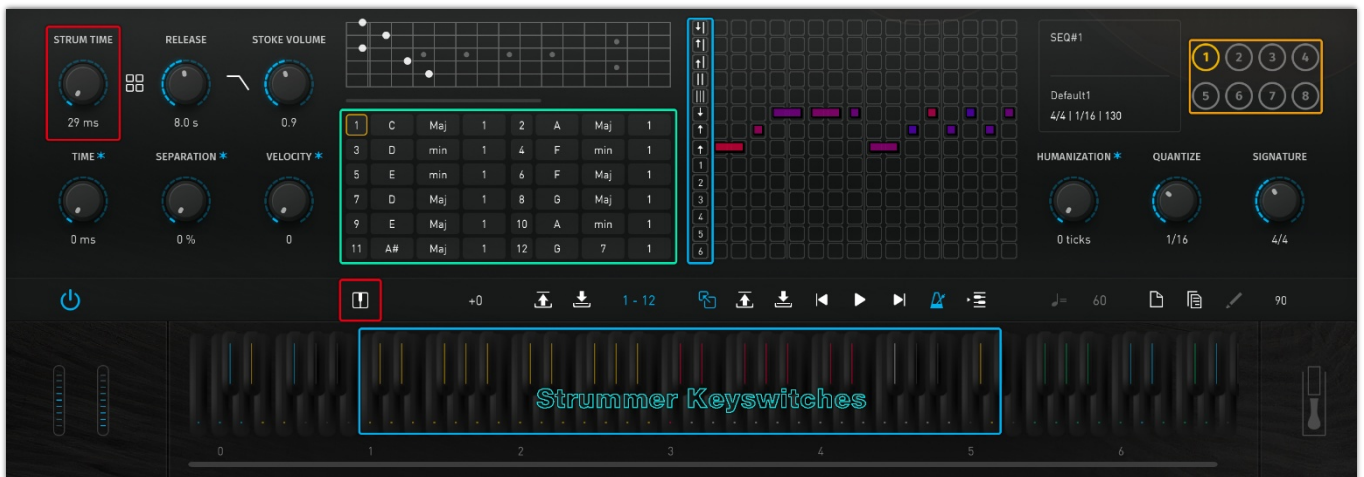 STRUM TIME RELEASE STOKE VOLUME
29 ms 8.0 s 0.9
TIME * SEPARATION * VELOCITY *
0 ms 0 % 0
1 C Maj 1 2 A Maj 1
3 D min 1 4 F min 1
5 E min 1 6 F Maj 1
7 D Maj 1 8 G Maj 1
9 E Maj 1 10 A min 1
11 A# Maj 1 12 G 7 1
1
2
3
4
5
6
SEQ#1
Default1
4/4 | 1/16 | 130
1 2 3 4
5 6 7 8
HUMANIZATION * QUANTIZE SIGNATURE
0 ticks 1/16 4/4
+0 1 - 12 60 90
Strummer Keyswitches
0 1 2 3 4 5 6